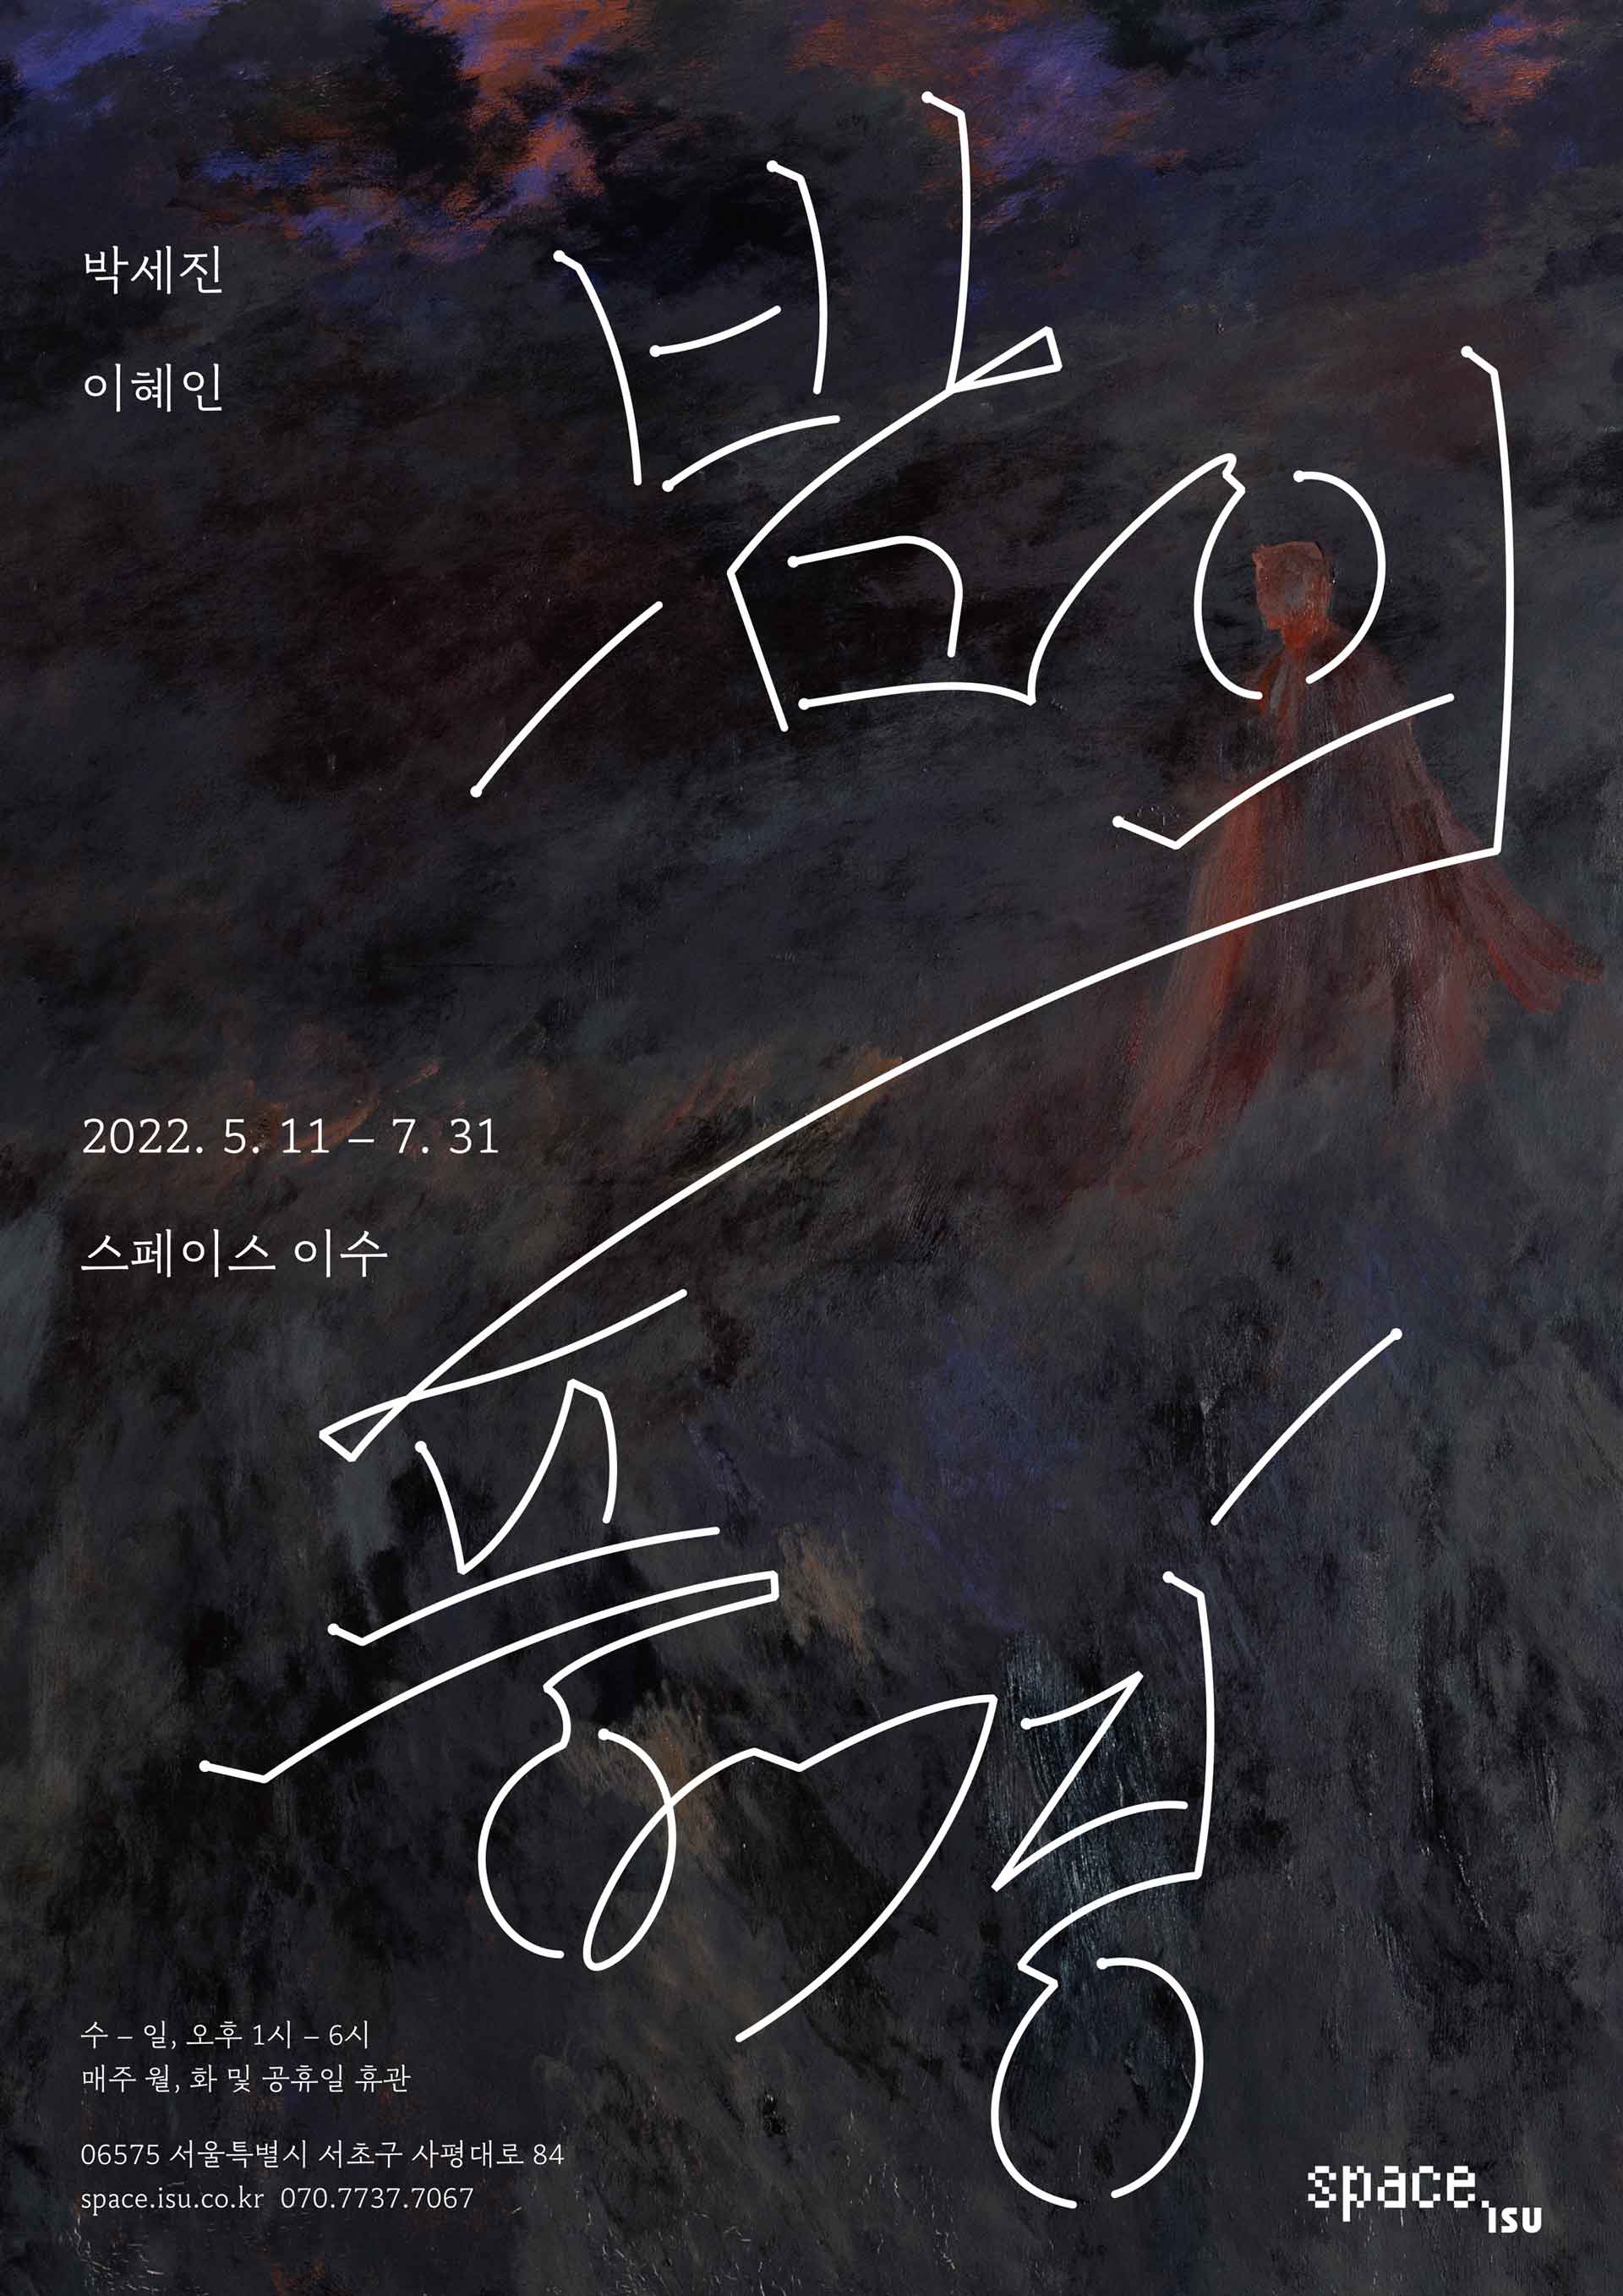 밤의
풍경
박세진
이혜인
2022. 5. 11 – 7. 31
스페이스 이수
수 – 일, 오후 1시 – 6시
매주 월, 화 및 공휴일 휴관
06575 서울특별시 서초구 사평대로 84
space.isu.co.kr 070.7737.7067
space.ISU